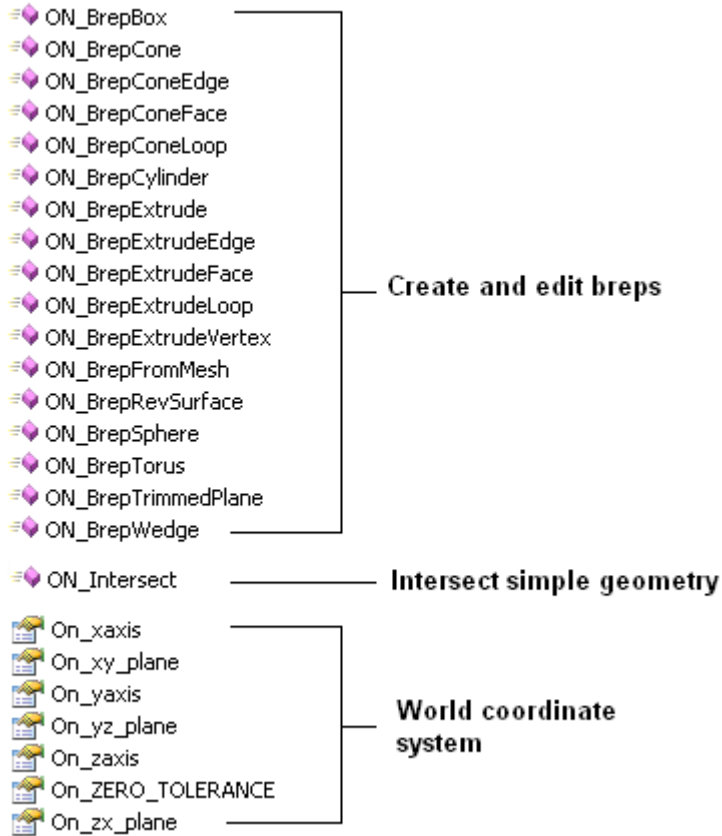 ON_BrepBox
ON_BrepCone
ON_BrepConeEdge
ON_BrepConeFace
ON_BrepConeLoop
ON_BrepCylinder
ON_BrepExtrude
ON_BrepExtrudeEdge
ON_BrepExtrudeFace
ON_BrepExtrudeLoop
ON_BrepExtrudeVertex
ON_BrepFromMesh
ON_BrepRevSurface
ON_BrepSphere
ON_BrepTorus
ON_BrepTrimmedPlane
ON_BrepWedge
Create and edit breps
ON_Intersect
Intersect simple geometry
On_xaxis
On_xy_plane
On_yaxis
On_yz_plane
On_zaxis
On_ZERO_TOLERANCE
On_zx_plane
World coordinate
system